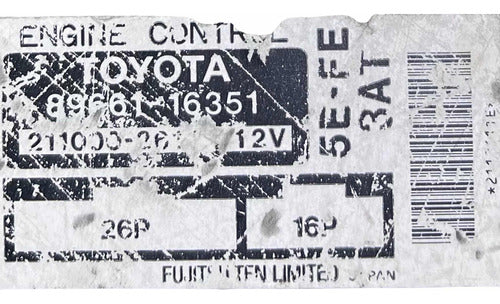 ENGINE CONTROL
TOYOTA
89661-16351
12V
5E-FE
3AT
26P
16P
FUJITSU TEN LIMITED JAPAN